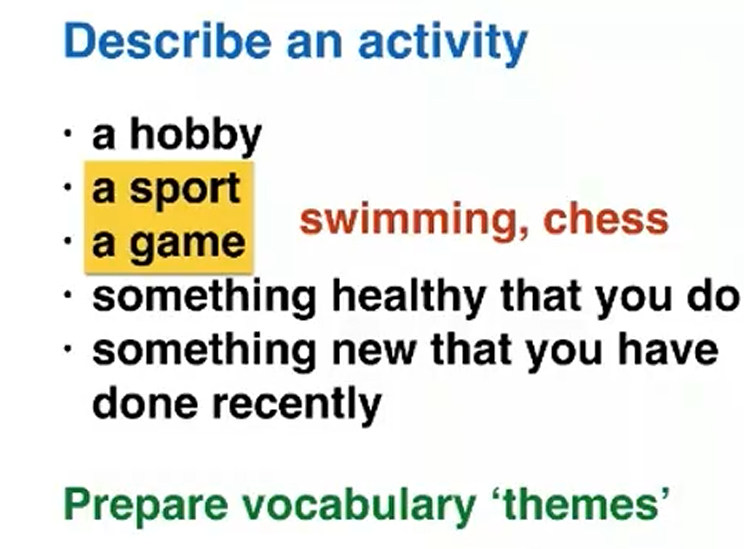 Describe an activity
· a hobby
· a sport
· a game
swimming, chess
· something healthy that you do
· something new that you have
done recently
Prepare vocabulary ‘themes’